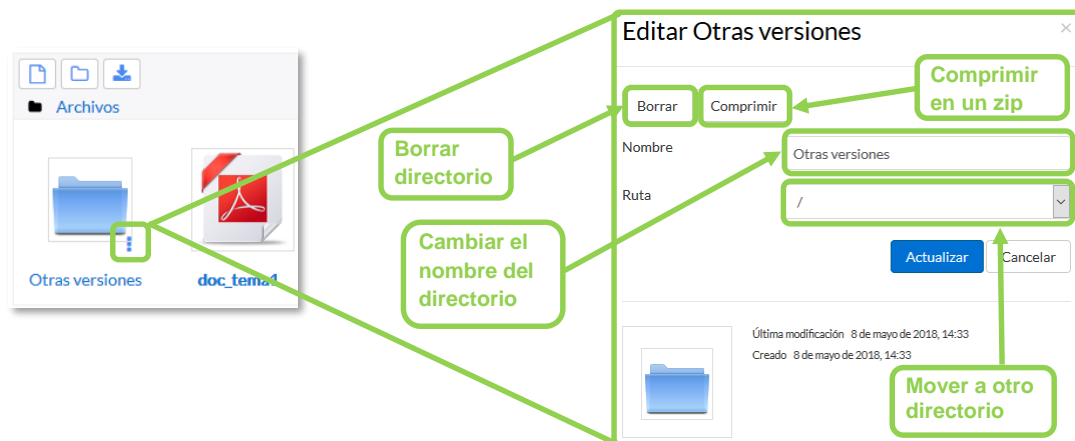 Archivos
Otras versiones
doc_tema1
Borrar
directorio
Cambiar el
nombre del
directorio
Editar Otras versiones ×
Comprimir
en un zip
Borrar Comprimir
Nombre Otras versiones
Ruta /
Actualizar Cancelar
Última modificación 8 de mayo de 2018, 14:33
Creado 8 de mayo de 2018, 14:33
Mover a otro
directorio